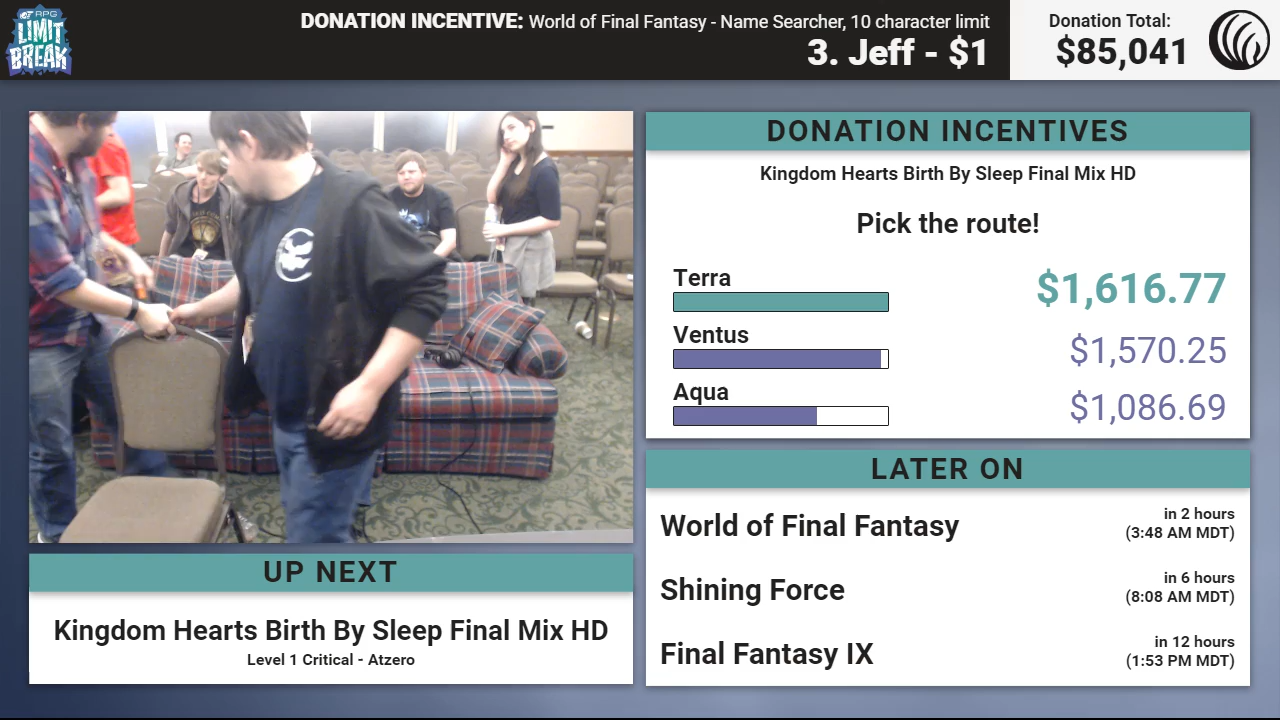 RPG
LIMIT
BREAK
DONATION INCENTIVE: World of Final Fantasy - Name Searcher, 10 character limit
3. Jeff - $1
Donation Total:
$85,041
DONATION INCENTIVES
Kingdom Hearts Birth By Sleep Final Mix HD
Pick the route!
Terra
$1,616.77
Ventus
$1,570.25
Aqua
$1,086.69
UP NEXT
Kingdom Hearts Birth By Sleep Final Mix HD
Level 1 Critical - Atzero
LATER ON
World of Final Fantasy
in 2 hours
(3:48 AM MDT)
Shining Force
in 6 hours
(8:08 AM MDT)
Final Fantasy IX
in 12 hours
(1:53 PM MDT)